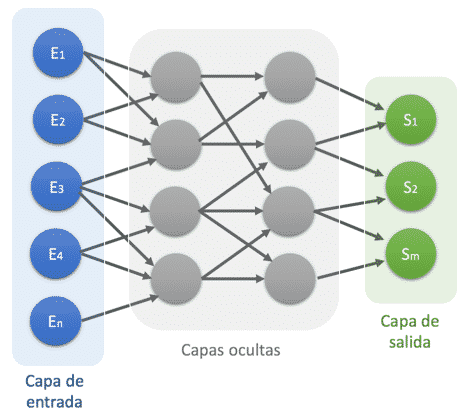 E1
E2
E3
E4
En
S1
S2
Sm
Capas ocultas
Capa de
entrada
Capa de
salida